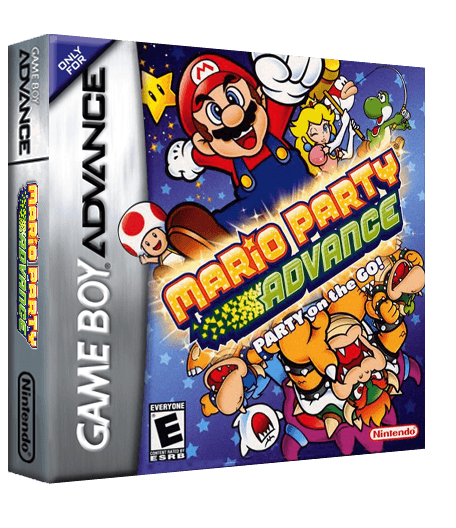 GAME BOY
ADVANCE
MARIO PARTY
ADVANCE
Nintendo
ONLY
FOR
GAME BOY ADVANCE
MARIO PARTY
ADVANCE
PARTY on the GO!
EVERYONE
E
CONTENT RATED BY
ESRB
Nintendo